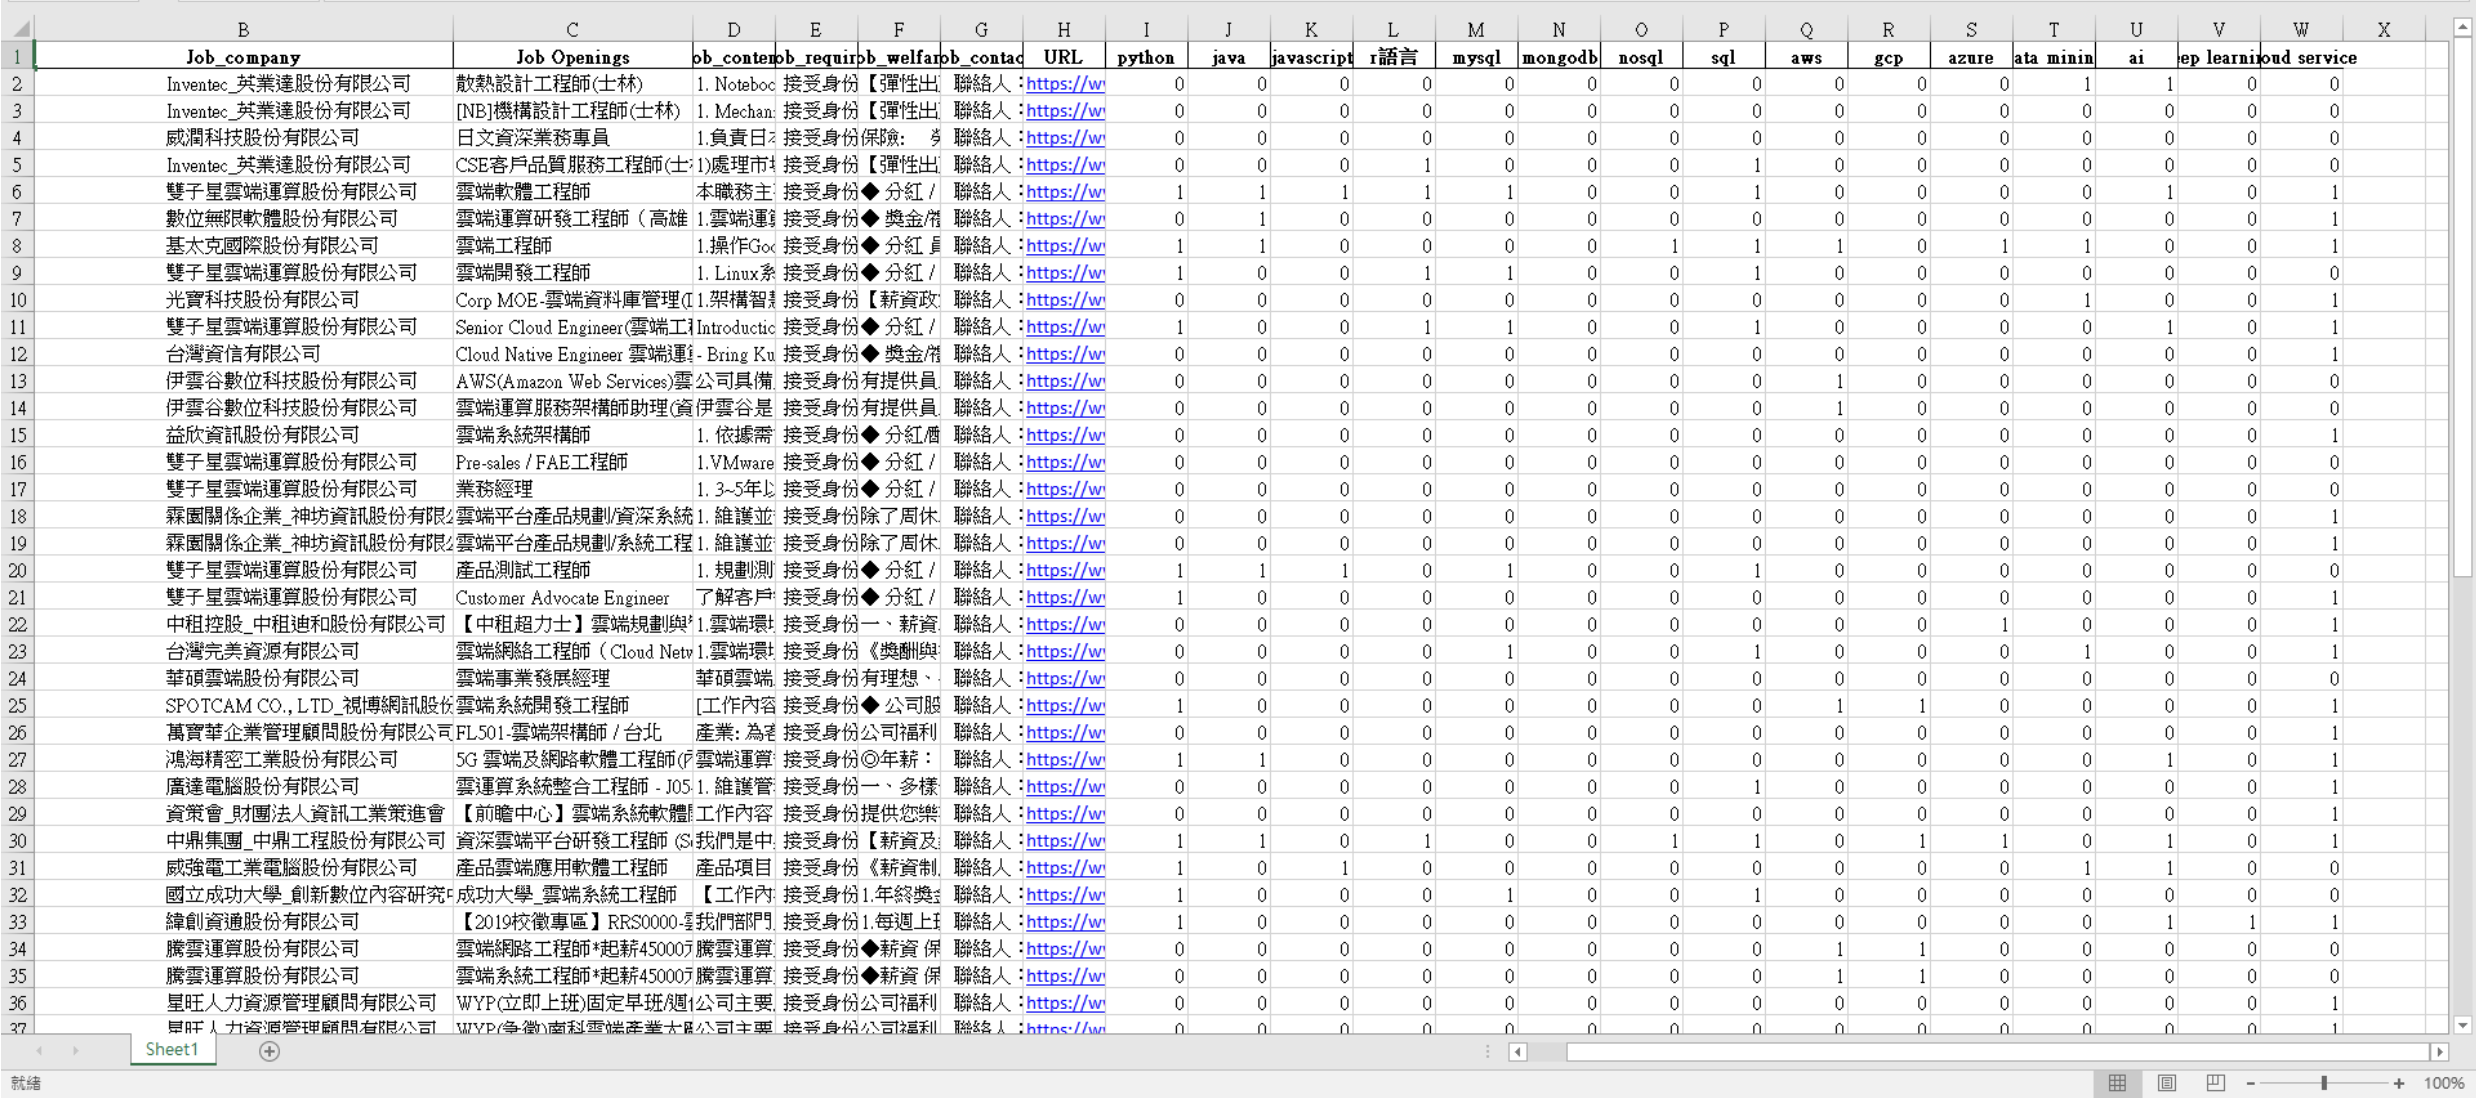 B C D E F G H I J K L M N O P Q R S T U V W X
1 Job_company Job Openings ob_conten ob_requir ob_welfar ob_contac URL python java javascript r語言 mysql mongodb nosql sql aws gcp azure ata minin ai ep learnin oud service
2 Inventec_英業達股份有限公司 散熱設計工程師(士林) 1. Noteboo 接受身份 【彈性出 聯絡人： https://w 0 0 0 0 0 0 0 0 0 0 0 1 1 0 0
3 Inventec_英業達股份有限公司 [NB]機構設計工程師(士林) 1. Mechan 接受身份 【彈性出 聯絡人： https://w 0 0 0 0 0 0 0 0 0 0 0 0 0 0 0
4 威潤科技股份有限公司 日文資深業務專員 1.負責日 接受身份 保險: 聯絡人： https://w 0 0 0 0 0 0 0 0 0 0 0 0 0 0 0
5 Inventec_英業達股份有限公司 CSE客戶品質服務工程師(士 1)處理市 接受身份 【彈性出 聯絡人： https://w 0 0 0 1 0 0 0 1 0 0 0 0 0 0 0
6 雙子星雲端運算股份有限公司 雲端軟體工程師 本職務主 接受身份 ◆ 分紅 / 聯絡人： https://w 1 1 1 1 1 0 0 1 0 0 0 0 1 0 1
7 數位無限軟體股份有限公司 雲端運算研發工程師（高雄 1.雲端運 接受身份 ◆ 獎金/ 聯絡人： https://w 0 1 0 0 0 0 0 0 0 0 0 0 0 0 1
8 基太克國際股份有限公司 雲端工程師 1.操作Goo 接受身份 ◆ 分紅 員 聯絡人： https://w 1 1 0 0 0 0 1 1 1 0 1 1 0 0 1
9 雙子星雲端運算股份有限公司 雲端開發工程師 1. Linux系 接受身份 ◆ 分紅 / 聯絡人： https://w 1 0 0 1 1 0 0 1 0 0 0 0 0 0 0
10 光寶科技股份有限公司 Corp MOE-雲端資料庫管理(D 1.架構智 接受身份 【薪資政 聯絡人： https://w 0 0 0 0 0 0 0 0 0 0 0 1 0 0 1
11 雙子星雲端運算股份有限公司 Senior Cloud Engineer(雲端工 Introductio 接受身份 ◆ 分紅 / 聯絡人： https://w 1 0 0 1 1 0 0 1 0 0 0 0 1 0 1
12 台灣資信有限公司 Cloud Native Engineer 雲端運 - Bring Ku 接受身份 ◆ 獎金/ 聯絡人： https://w 0 0 0 0 0 0 0 0 0 0 0 0 0 0 1
13 伊雲谷數位科技股份有限公司 AWS(Amazon Web Services)雲 公司具備 接受身份 有提供員 聯絡人： https://w 0 0 0 0 0 0 0 0 1 0 0 0 0 0 0
14 伊雲谷數位科技股份有限公司 雲端運算服務架構師助理(資 伊雲谷是 接受身份 有提供員 聯絡人： https://w 0 0 0 0 0 0 0 0 1 0 0 0 0 0 0
15 益欣資訊股份有限公司 雲端系統架構師 1. 依據需 接受身份 ◆ 分紅/ 聯絡人： https://w 0 0 0 0 0 0 0 0 0 0 0 0 0 0 1
16 雙子星雲端運算股份有限公司 Pre-sales / FAE工程師 1.VMware 接受身份 ◆ 分紅 / 聯絡人： https://w 0 0 0 0 0 0 0 0 0 0 0 0 0 0 0
17 雙子星雲端運算股份有限公司 業務經理 1. 3~5年以 接受身份 ◆ 分紅 / 聯絡人： https://w 0 0 0 0 0 0 0 0 0 0 0 0 0 0 0
18 霖園關係企業_神坊資訊股份有限公 雲端平台產品規劃/資深系統 1. 維護並 接受身份 除了周休 聯絡人： https://w 0 0 0 0 0 0 0 0 0 0 0 0 0 0 1
19 霖園關係企業_神坊資訊股份有限公 雲端平台產品規劃/系統工程 1. 維護並 接受身份 除了周休 聯絡人： https://w 0 0 0 0 0 0 0 0 0 0 0 0 0 0 1
20 雙子星雲端運算股份有限公司 產品測試工程師 1. 規劃測 接受身份 ◆ 分紅 / 聯絡人： https://w 1 1 1 0 1 0 0 1 0 0 0 0 0 0 0
21 雙子星雲端運算股份有限公司 Customer Advocate Engineer 了解客戶 接受身份 ◆ 分紅 / 聯絡人： https://w 1 0 0 0 0 0 0 0 0 0 0 0 0 0 1
22 中租控股_中租迪和股份有限公司 【中租超力士】雲端規劃與 1.雲端環 接受身份 一、薪資 聯絡人： https://w 0 0 0 0 0 0 0 0 0 0 1 0 0 0 1
23 台灣完美資源有限公司 雲端網絡工程師（Cloud Netw 1.雲端環 接受身份 《獎酬與 聯絡人： https://w 0 0 0 0 1 0 0 1 0 0 0 1 0 0 1
24 華碩雲端股份有限公司 雲端事業發展經理 華碩雲端 接受身份 有理想、 聯絡人： https://w 0 0 0 0 0 0 0 0 0 0 0 0 0 0 0
25 SPOTCAM CO., LTD_視博網訊股份 雲端系統開發工程師 [工作內容 接受身份 ◆ 公司股 聯絡人： https://w 1 0 0 0 0 0 0 0 1 1 0 0 0 0 1
26 萬寶華企業管理顧問股份有限公司 FL501-雲端架構師 / 台北 產業: 為客 接受身份 公司福利 聯絡人： https://w 0 0 0 0 0 0 0 0 0 0 0 0 0 0 1
27 鴻海精密工業股份有限公司 5G 雲端及網路軟體工程師(內 雲端運算 接受身份 ◎年薪： 聯絡人： https://w 1 1 0 0 0 0 0 0 0 0 0 0 1 0 1
28 廣達電腦股份有限公司 雲運算系統整合工程師 - J05 1. 維護管 接受身份 一、多樣 聯絡人： https://w 0 0 0 0 0 0 0 1 0 0 0 0 0 0 1
29 資策會_財團法人資訊工業策進會 【前瞻中心】雲端系統軟體 工作內容 接受身份 提供您樂 聯絡人： https://w 0 0 0 0 0 0 0 0 0 0 0 0 0 0 1
30 中鼎集團_中鼎工程股份有限公司 資深雲端平台研發工程師 (S 我們是中 接受身份 【薪資及 聯絡人： https://w 1 1 0 1 0 0 1 1 0 1 1 0 1 0 1
31 威強電工業電腦股份有限公司 產品雲端應用軟體工程師 產品項目 接受身份 《薪資制 聯絡人： https://w 1 0 1 0 0 0 0 0 0 0 0 1 1 0 0
32 國立成功大學_創新數位內容研究中 成功大學_雲端系統工程師 【工作內 接受身份 1.年終獎金 聯絡人： https://w 1 0 0 0 1 0 0 1 0 0 0 0 0 0 0
33 緯創資通股份有限公司 【2019校徵專區】RRS0000-雲 我們部門 接受身份 1.每週上班 聯絡人： https://w 1 0 0 0 0 0 0 0 0 0 0 0 1 1 1
34 騰雲運算股份有限公司 雲端網路工程師*起薪45000元 騰雲運算 接受身份 ◆薪資 保 聯絡人： https://w 0 0 0 0 0 0 0 0 1 1 0 0 0 0 0
35 騰雲運算股份有限公司 雲端系統工程師*起薪45000元 騰雲運算 接受身份 ◆薪資 保 聯絡人： https://w 0 0 0 0 0 0 0 0 1 1 0 0 0 0 0
36 星旺人力資源管理顧問有限公司 WYP(立即上班)固定早班/週 公司主要 接受身份 公司福利 聯絡人： https://w 0 0 0 0 0 0 0 0 0 0 0 0 0 0 1
37 星旺人力資源管理顧問有限公司 WYP(急徵)南科雲端產業大廠 公司主要 接受身份 公司福利 聯絡人： https://w 0 0 0 0 0 0 0 0 0 0 0 0 0 0 1
Sheet1
就緒 100%